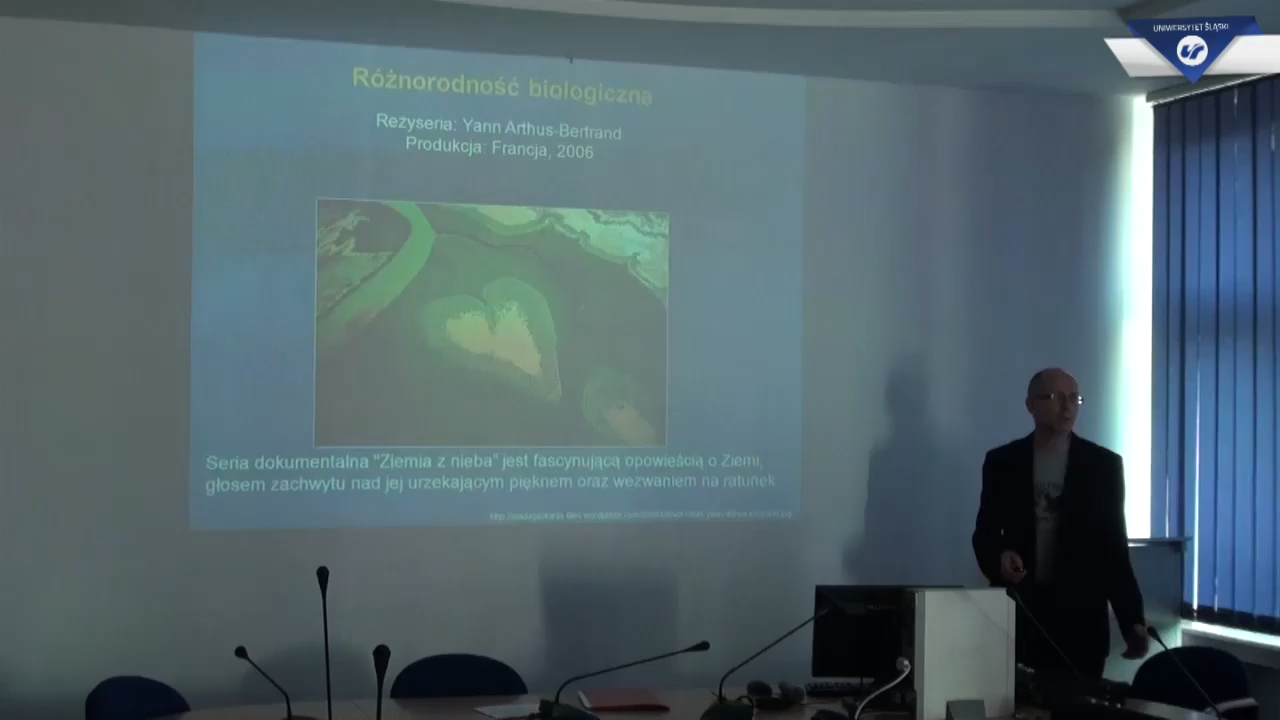 UNIWERSYTET ŚLĄSKI
Różnorodność biologiczna
Reżyseria: Yann Arthus-Bertrand
Produkcja: Francja, 2006
Seria dokumentalna "Ziemia z nieba" jest fascynującą opowieścią o Ziemi,
głosem zachwytu nad jej urzekającym pięknem oraz wezwaniem na ratunek